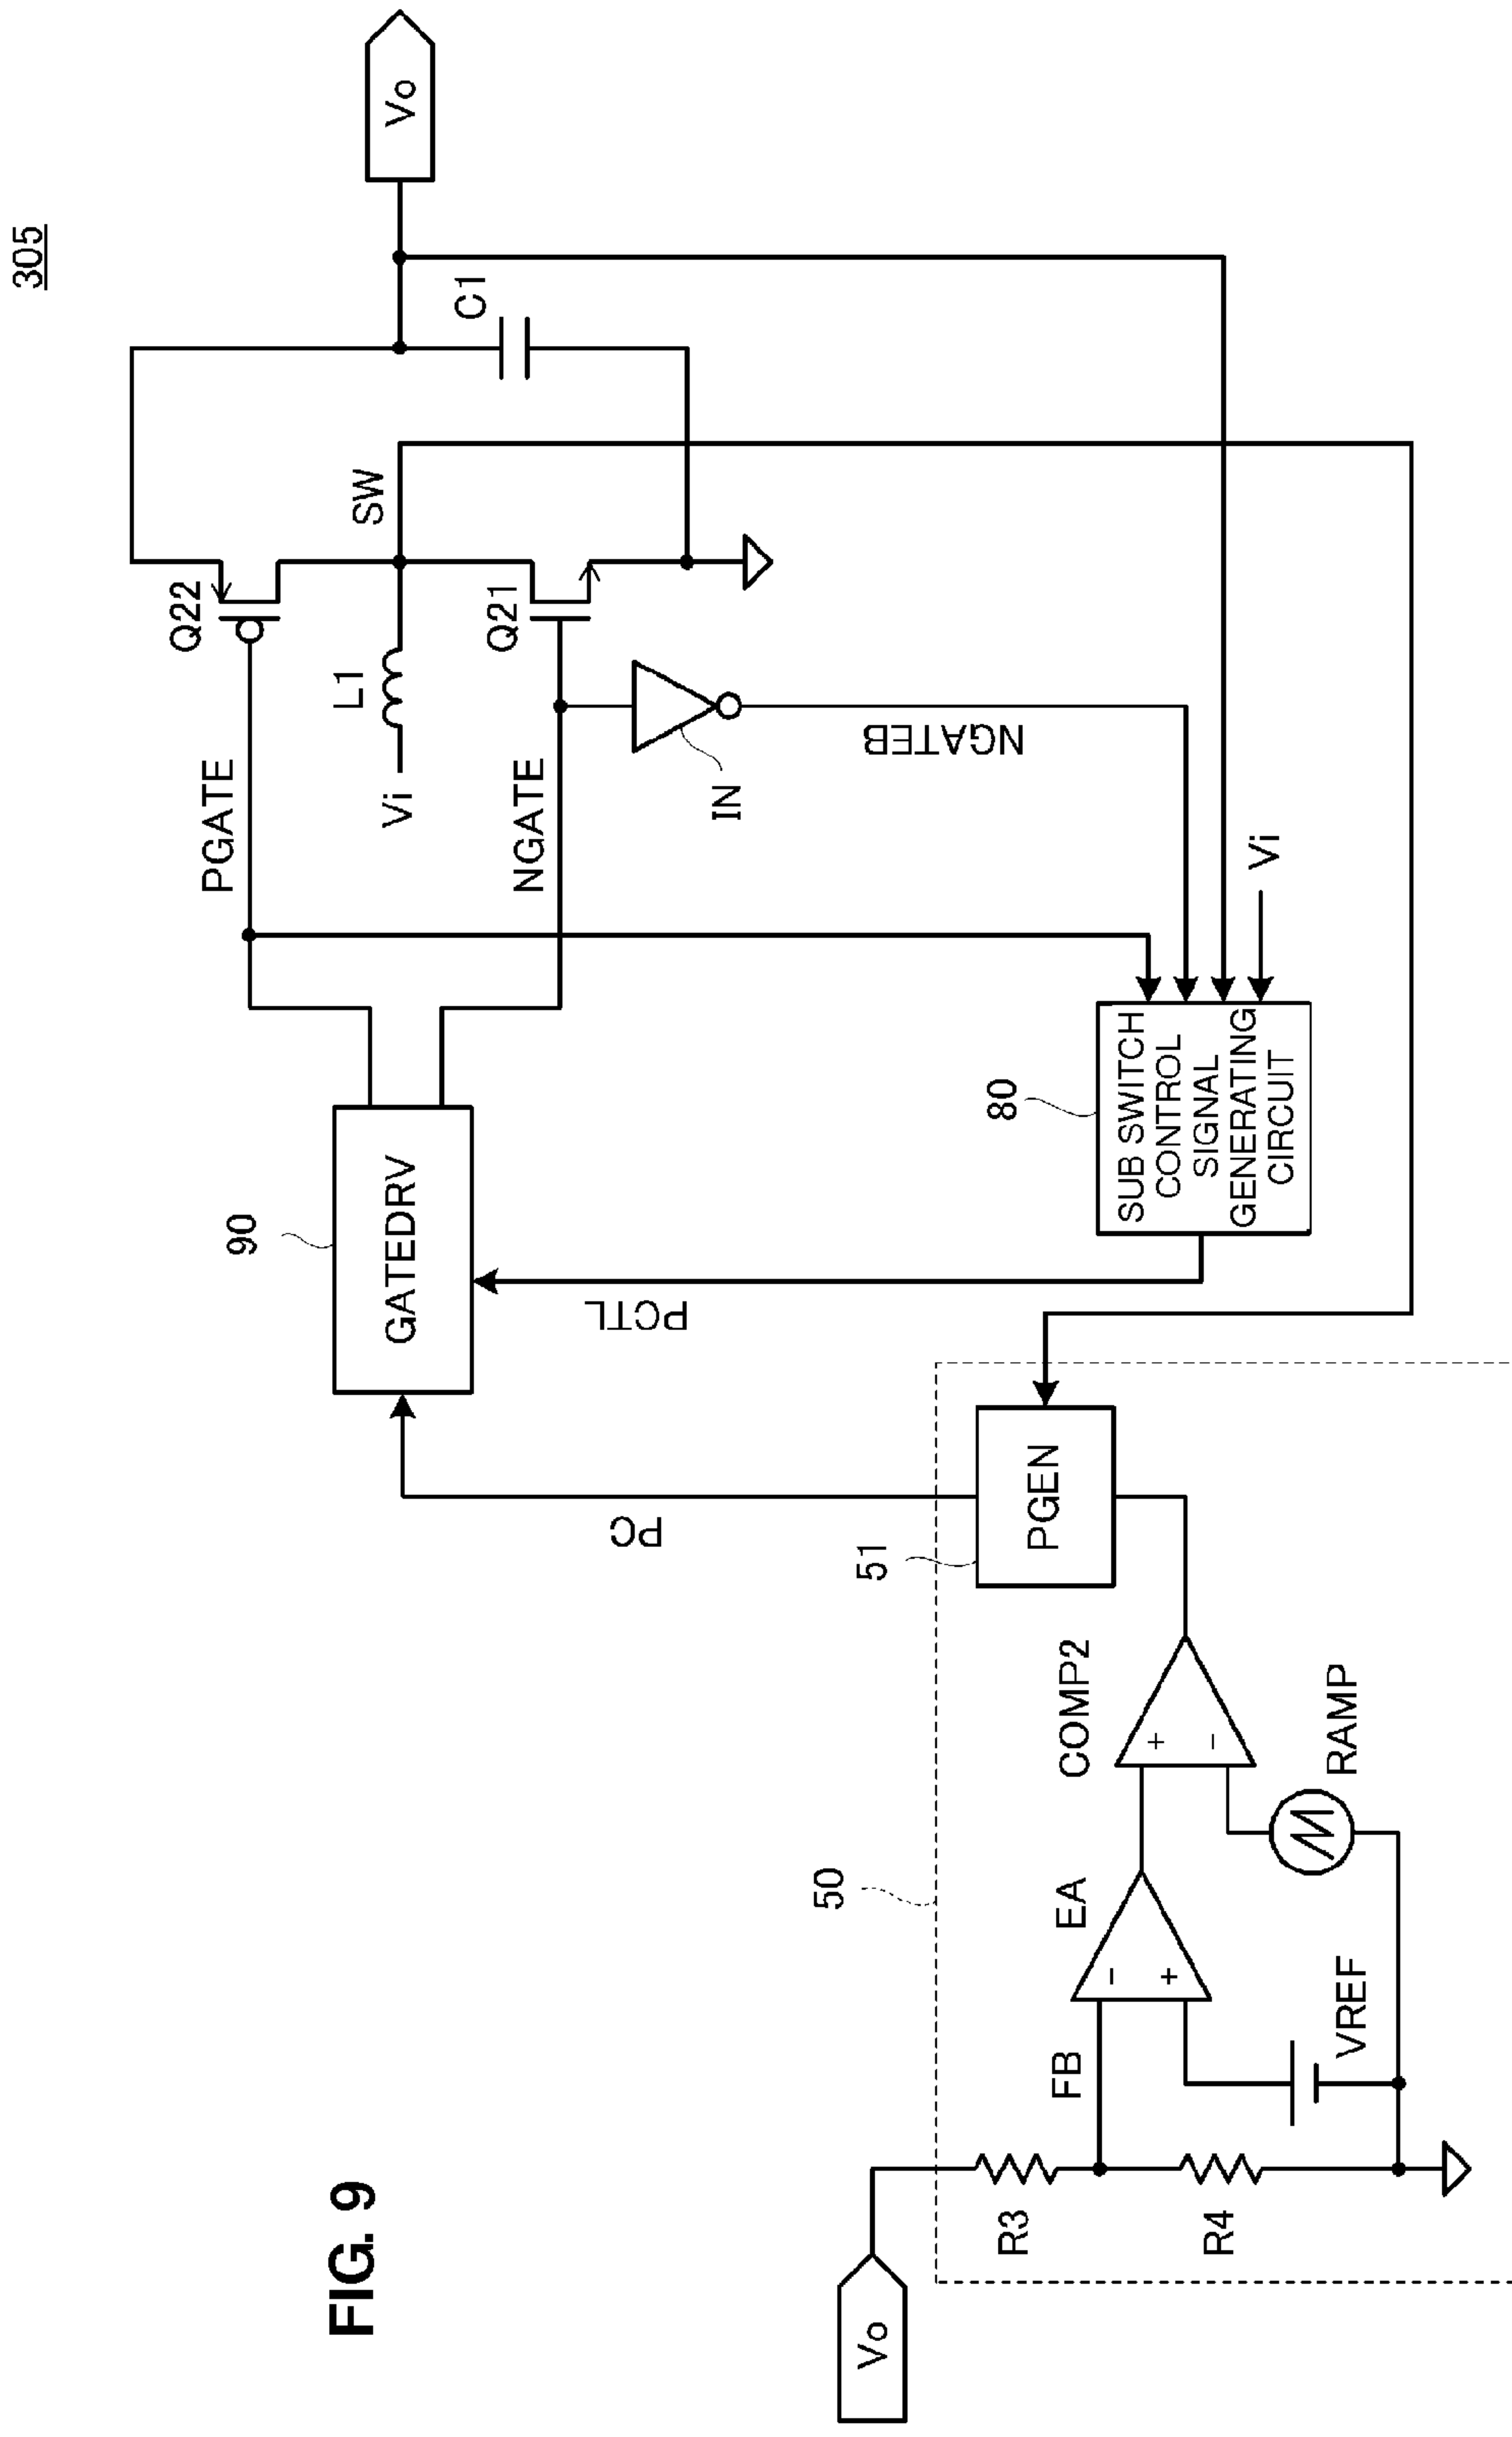 FIG. 9
305
Vo
R3
R4
FB
VREF
EA
50
COMP2
RAMP
51
PGEN
PC
90
GATEDRV
PCTL
80
SUB SWITCH
CONTROL
SIGNAL
GENERATING
CIRCUIT
Vi
PGATE
NGATE
Vi
L1
IN
NGATEB
Q22
Q21
SW
C1
Vo
+
-
-
+